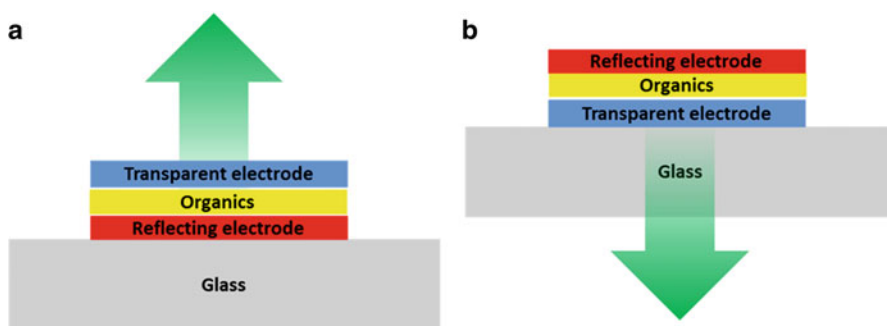 a
Transparent electrode
Organics
Reflecting electrode
Glass
b
Reflecting electrode
Organics
Transparent electrode
Glass